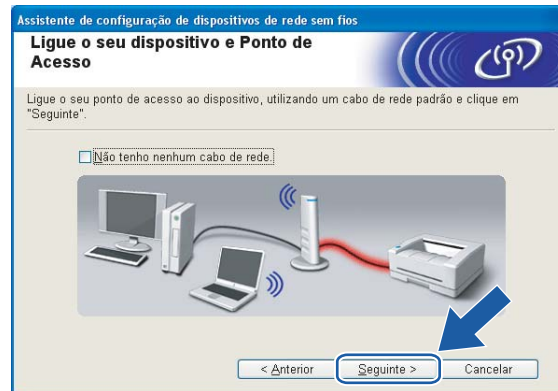 Assistente de configuração de dispositivos de rede sem fios
Ligue o seu dispositivo e Ponto de
Acesso
Ligue o seu ponto de acesso ao dispositivo, utilizando um cabo de rede padrão e clique em
"Seguinte".
Não tenho nenhum cabo de rede.
< Anterior
Seguinte >
Cancelar